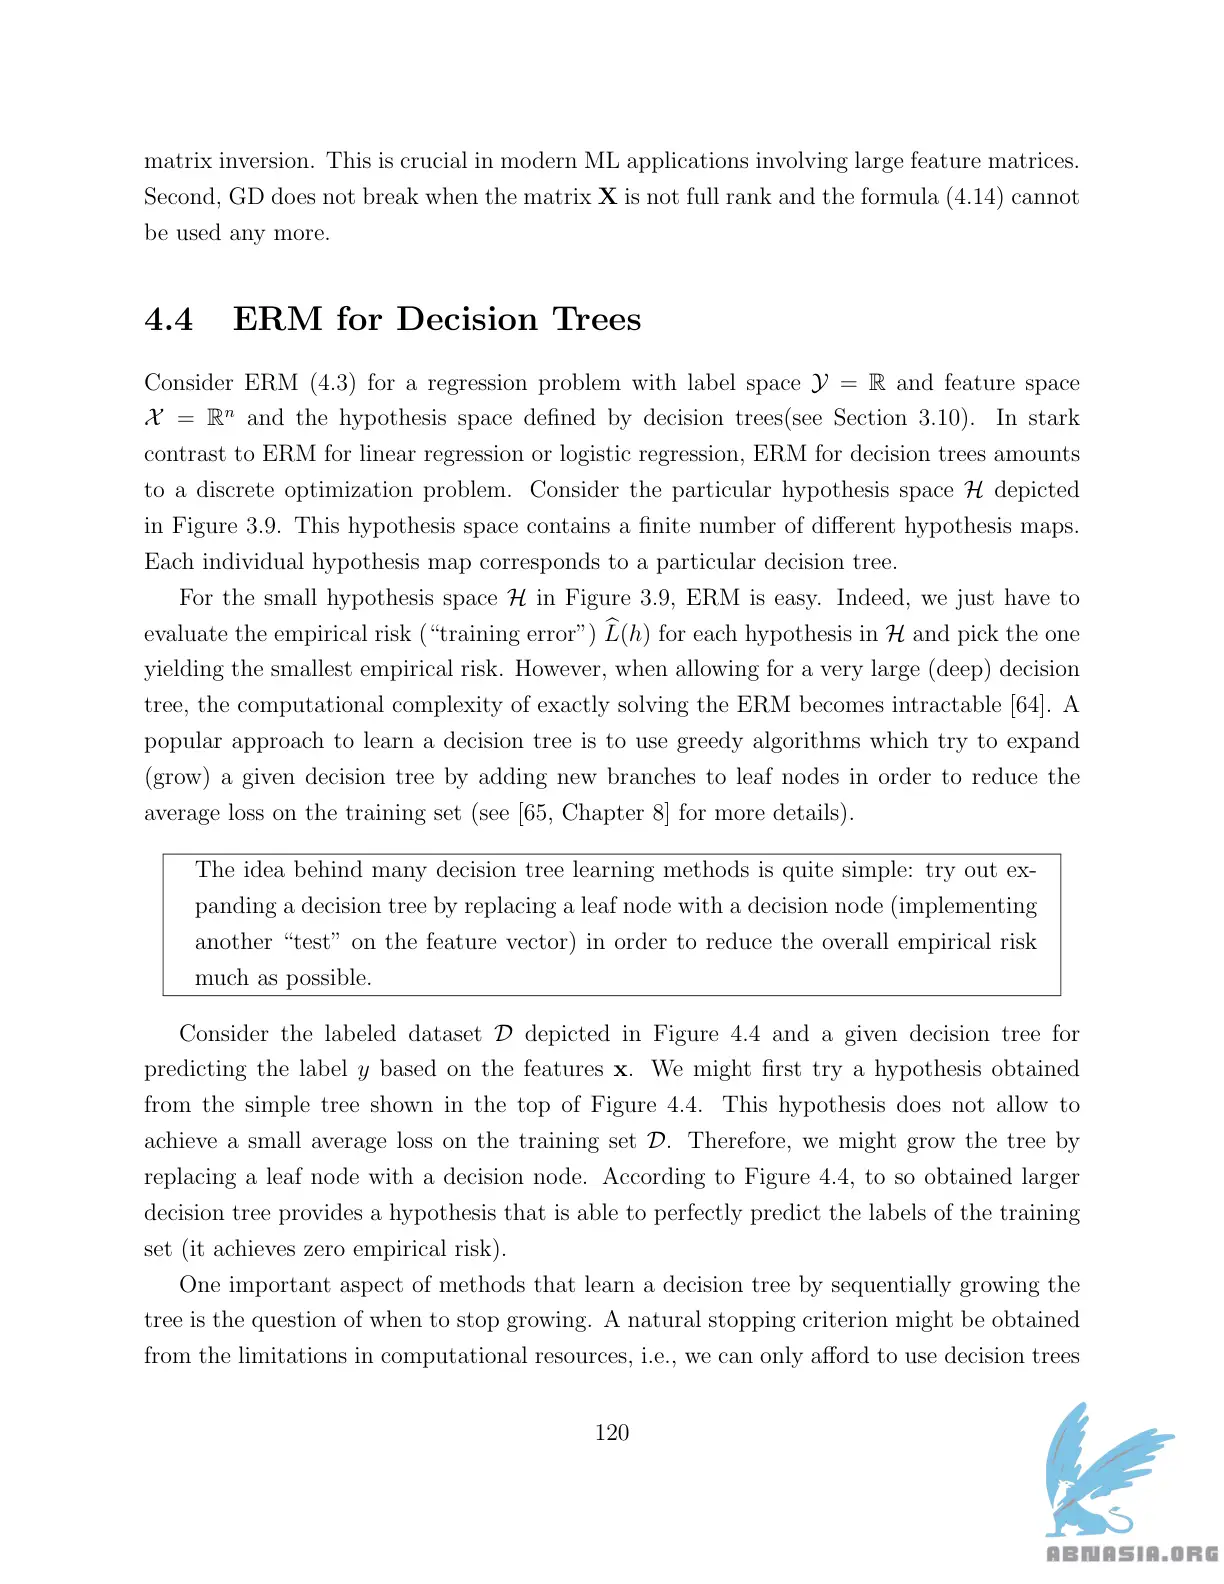 matrix inversion. This is crucial in modern ML applications involving large feature matrices.
Second, GD does not break when the matrix X is not full rank and the formula (4.14) cannot
be used any more.
4.4 ERM for Decision Trees
Consider ERM (4.3) for a regression problem with label space 𝒴 = ℝ and feature space
𝒳 = ℝⁿ and the hypothesis space defined by decision trees(see Section 3.10). In stark
contrast to ERM for linear regression or logistic regression, ERM for decision trees amounts
to a discrete optimization problem. Consider the particular hypothesis space ℋ depicted
in Figure 3.9. This hypothesis space contains a finite number of different hypothesis maps.
Each individual hypothesis map corresponds to a particular decision tree.
For the small hypothesis space ℋ in Figure 3.9, ERM is easy. Indeed, we just have to
evaluate the empirical risk (“training error”) L̂(h) for each hypothesis in ℋ and pick the one
yielding the smallest empirical risk. However, when allowing for a very large (deep) decision
tree, the computational complexity of exactly solving the ERM becomes intractable [64]. A
popular approach to learn a decision tree is to use greedy algorithms which try to expand
(grow) a given decision tree by adding new branches to leaf nodes in order to reduce the
average loss on the training set (see [65, Chapter 8] for more details).
The idea behind many decision tree learning methods is quite simple: try out ex-
panding a decision tree by replacing a leaf node with a decision node (implementing
another “test” on the feature vector) in order to reduce the overall empirical risk
much as possible.
Consider the labeled dataset 𝒟 depicted in Figure 4.4 and a given decision tree for
predicting the label y based on the features x. We might first try a hypothesis obtained
from the simple tree shown in the top of Figure 4.4. This hypothesis does not allow to
achieve a small average loss on the training set 𝒟. Therefore, we might grow the tree by
replacing a leaf node with a decision node. According to Figure 4.4, to so obtained larger
decision tree provides a hypothesis that is able to perfectly predict the labels of the training
set (it achieves zero empirical risk).
One important aspect of methods that learn a decision tree by sequentially growing the
tree is the question of when to stop growing. A natural stopping criterion might be obtained
from the limitations in computational resources, i.e., we can only afford to use decision trees
120
ABNASIA.ORG